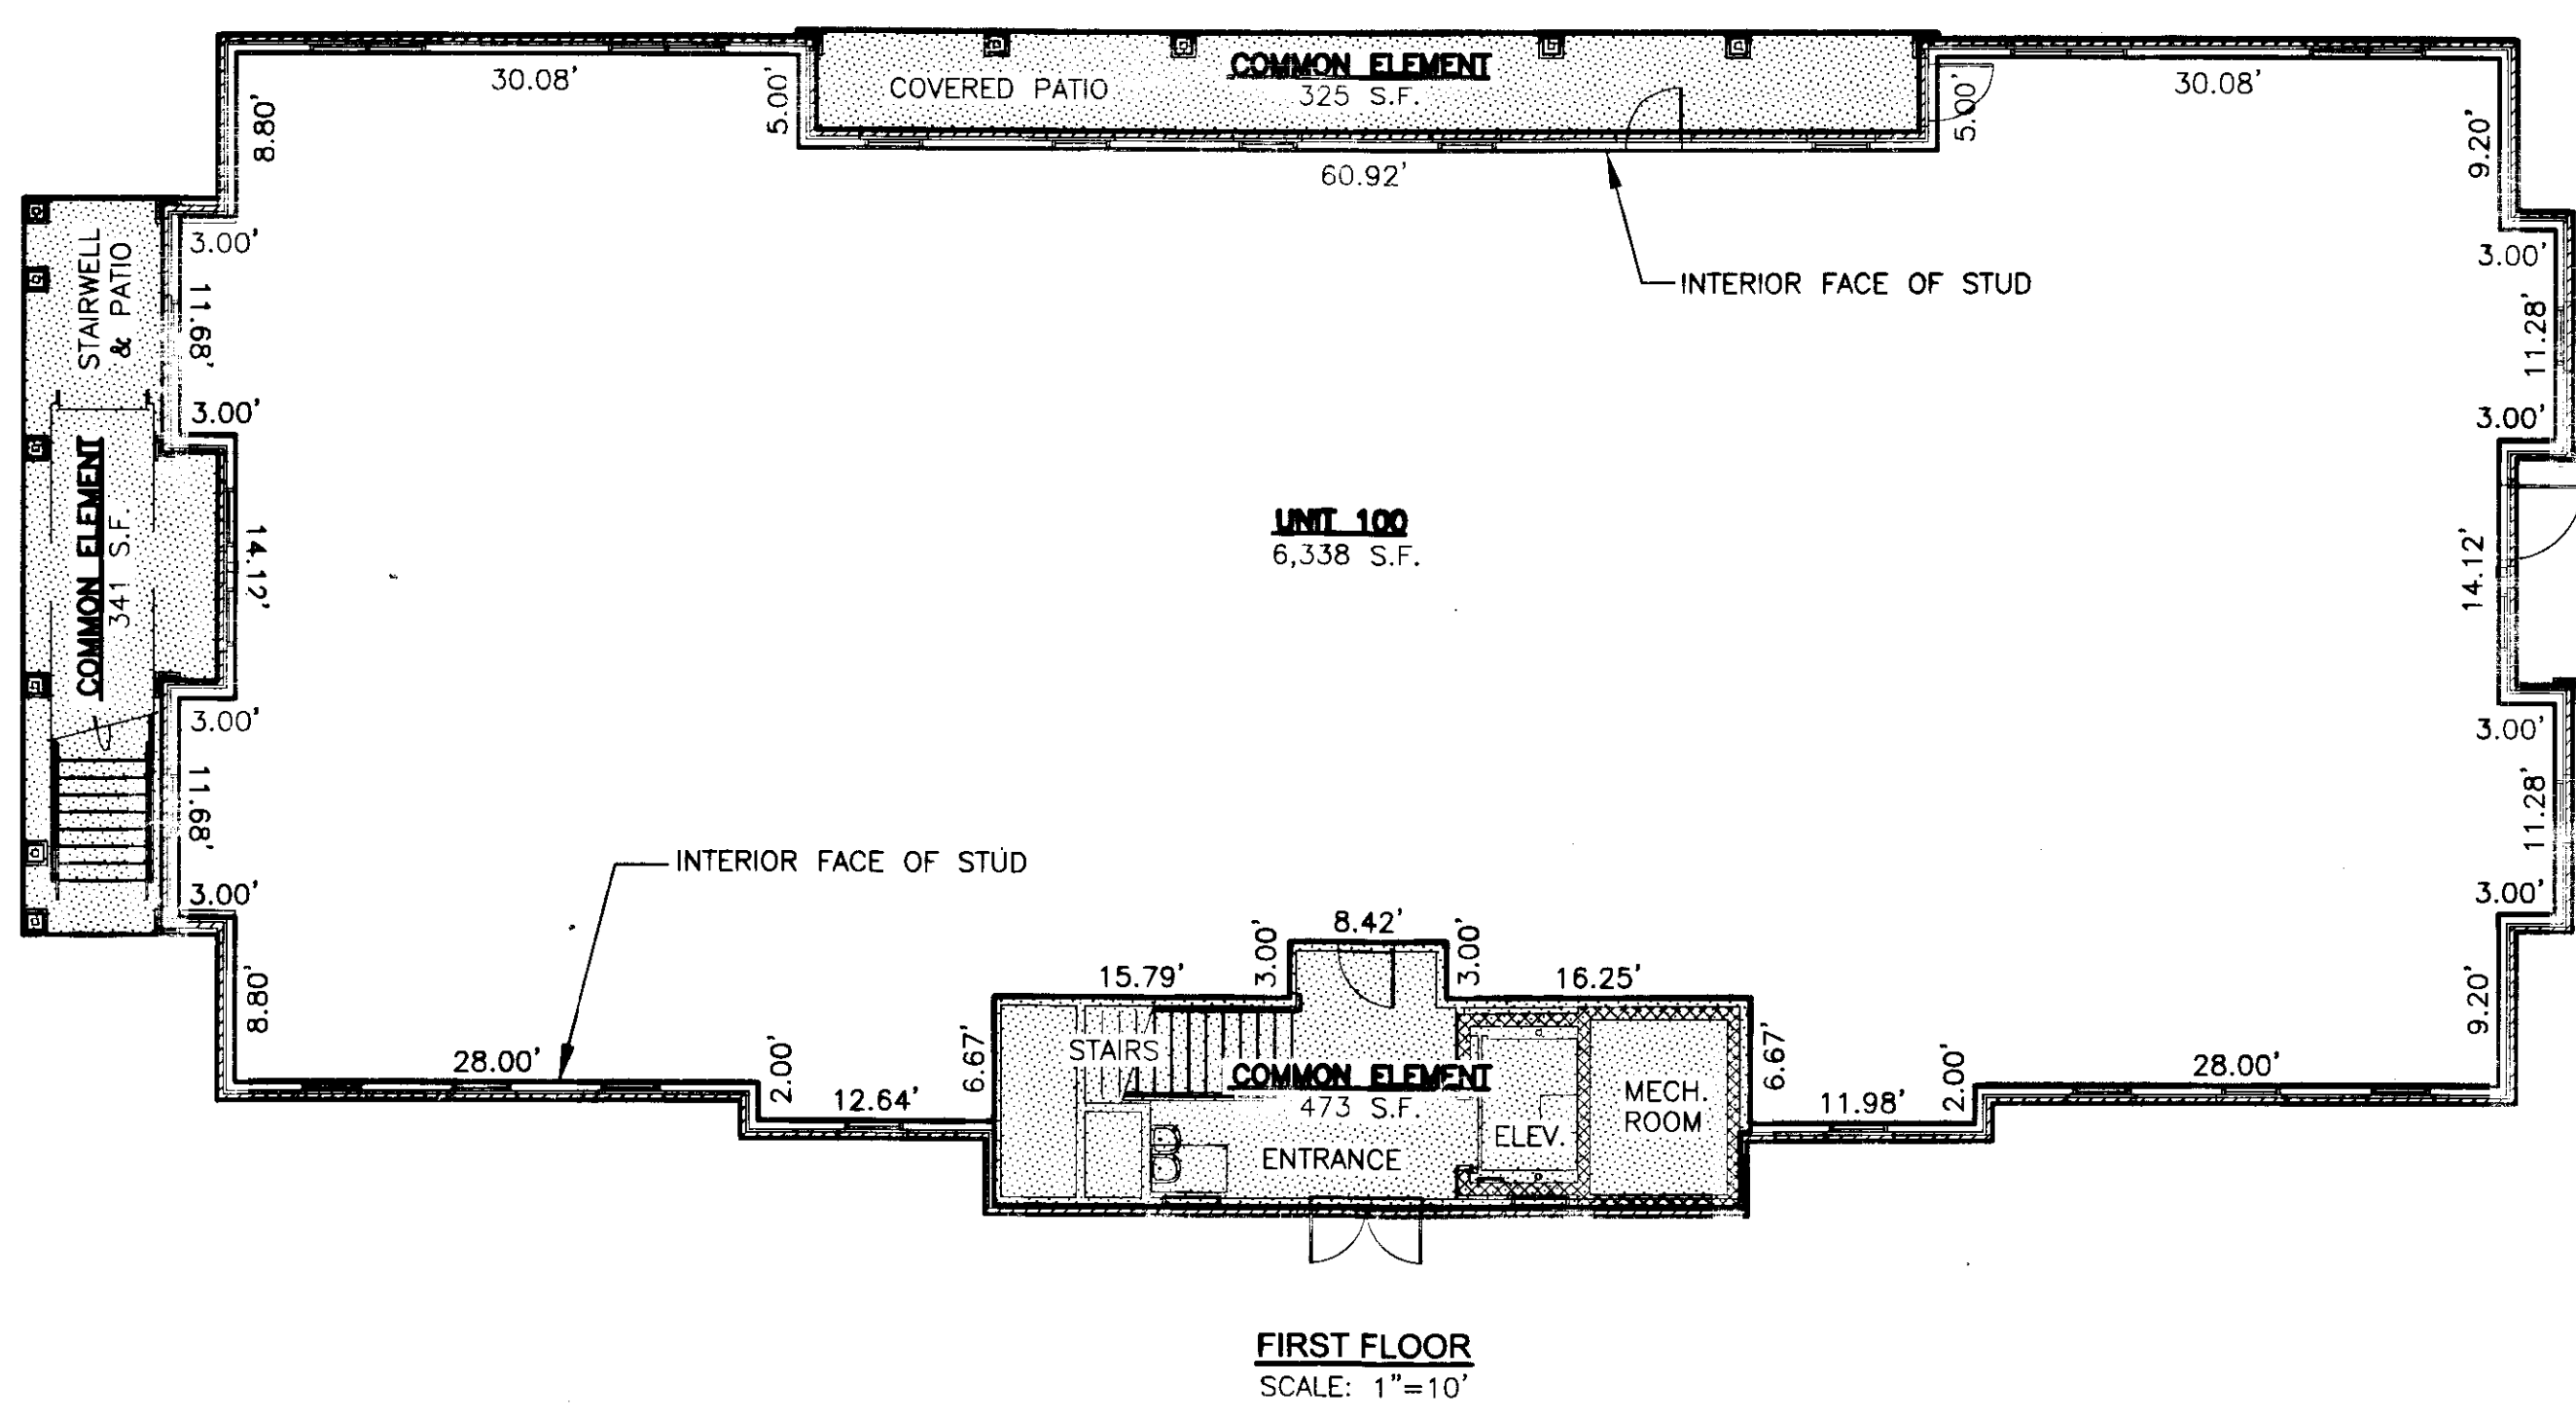 COMMON ELEMENT
325 S.F.
COVERED PATIO
30.08'
5.00'
60.92'
5.00'
30.08'
8.80'
9.20'
3.00'
11.68'
3.00'
STAIRWELL
& PATIO
COMMON ELEMENT
341 S.F.
14.12'
3.00'
11.68'
3.00'
8.80'
INTERIOR FACE OF STUD
UNIT 100
6,338 S.F.
3.00'
11.28'
3.00'
14.12'
3.00'
11.28'
3.00'
9.20'
INTERIOR FACE OF STUD
28.00'
2.00'
12.64'
6.67'
15.79'
3.00'
8.42'
3.00'
16.25'
6.67'
11.98'
2.00'
28.00'
STAIRS
COMMON ELEMENT
473 S.F.
ENTRANCE
ELEV.
MECH.
ROOM
FIRST FLOOR
SCALE: 1"=10'